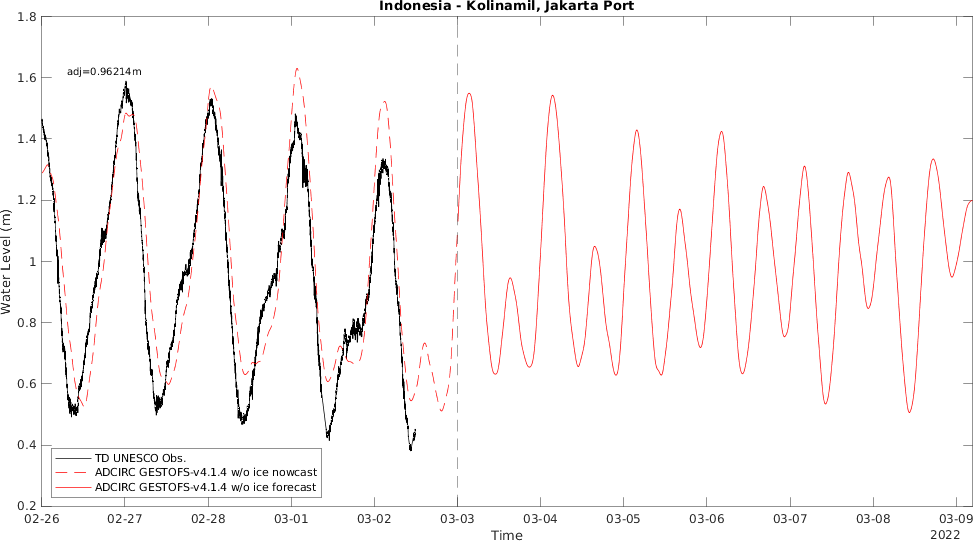 Indonesia - Kolinamil, Jakarta Port
1.8
1.6
1.4
1.2
1
0.8
0.6
0.4
0.2
Water Level (m)
adj=0.96214m
TD UNESCO Obs.
ADCIRC GESTOFS-v4.1.4 w/o ice nowcast
ADCIRC GESTOFS-v4.1.4 w/o ice forecast
02-26 02-27 02-28 03-01 03-02 03-03 03-04 03-05 03-06 03-07 03-08 03-09
Time
2022